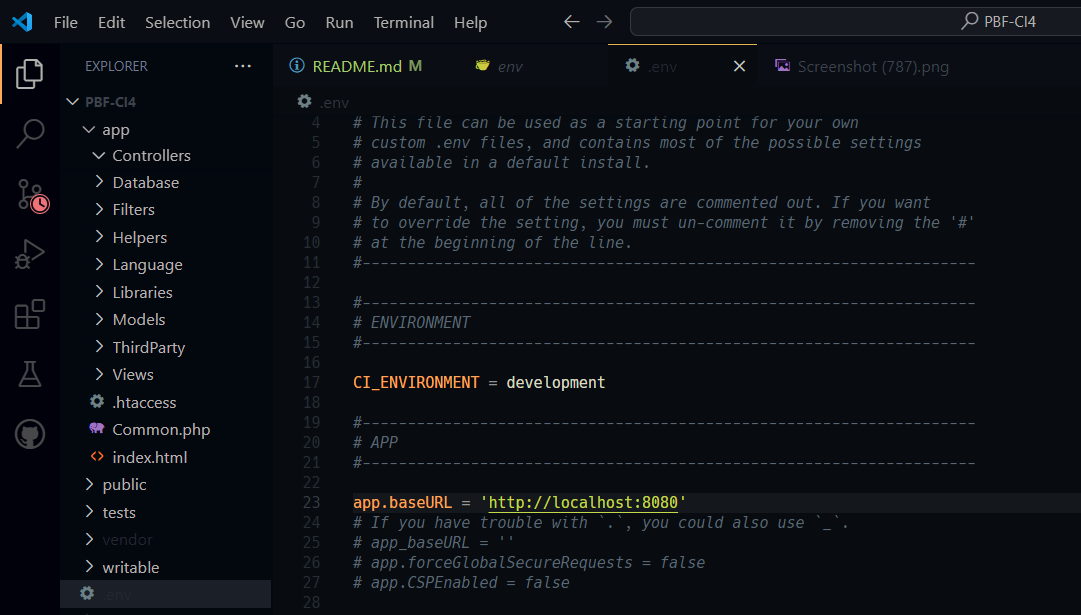 File Edit Selection View Go Run Terminal Help PBF-CI4
EXPLORER ...
README.md M env .env Screenshot (787).png
PBF-CI4
app
Controllers
Database
Filters
Helpers
Language
Libraries
Models
ThirdParty
Views
.htaccess
Common.php
index.html
public
tests
vendor
writable
.env
.env
4 # This file can be used as a starting point for your own
5 # custom .env files, and contains most of the possible settings
6 # available in a default install.
7 #
8 # By default, all of the settings are commented out. If you want
9 # to override the setting, you must un-comment it by removing the '#'
10 # at the beginning of the line.
11 #--------------------------------------------------------------------
12
13 #--------------------------------------------------------------------
14 # ENVIRONMENT
15 #--------------------------------------------------------------------
16
17 CI_ENVIRONMENT = development
18
19 #--------------------------------------------------------------------
20 # APP
21 #--------------------------------------------------------------------
22
23 app.baseURL = 'http://localhost:8080'
24 # If you have trouble with `.`, you could also use `_`.
25 # app_baseURL = ''
26 # app.forceGlobalSecureRequests = false
27 # app.CSPEnabled = false
28